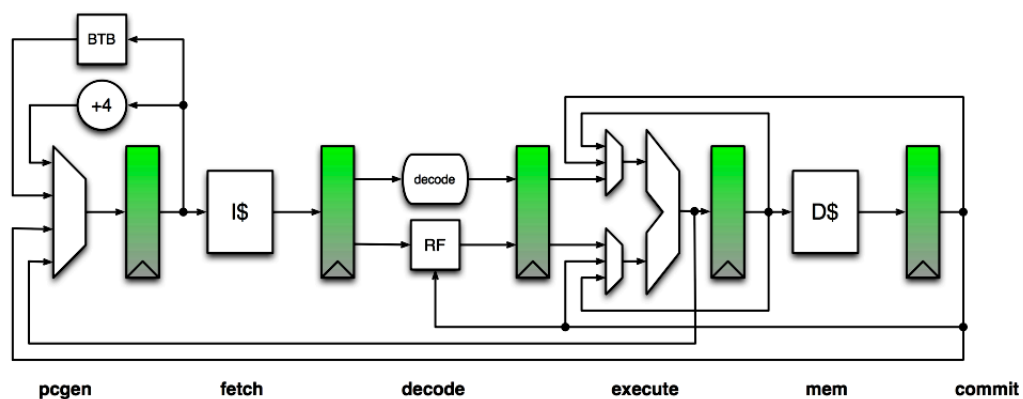 BTB
+4
I$
decode
RF
D$
pcgen
fetch
decode
execute
mem
commit